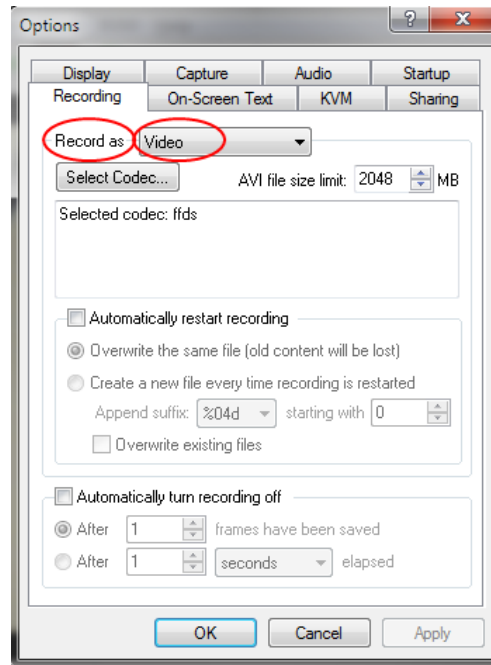 Options
Display Capture Audio Startup
Recording On-Screen Text KVM Sharing
Record as Video
Select Codec... AVI file size limit: 2048 MB
Selected codec: ffds
Automatically restart recording
Overwrite the same file (old content will be lost)
Create a new file every time recording is restarted
Append suffix: %04d starting with 0
Overwrite existing files
Automatically turn recording off
After 1 frames have been saved
After 1 seconds elapsed
OK Cancel Apply